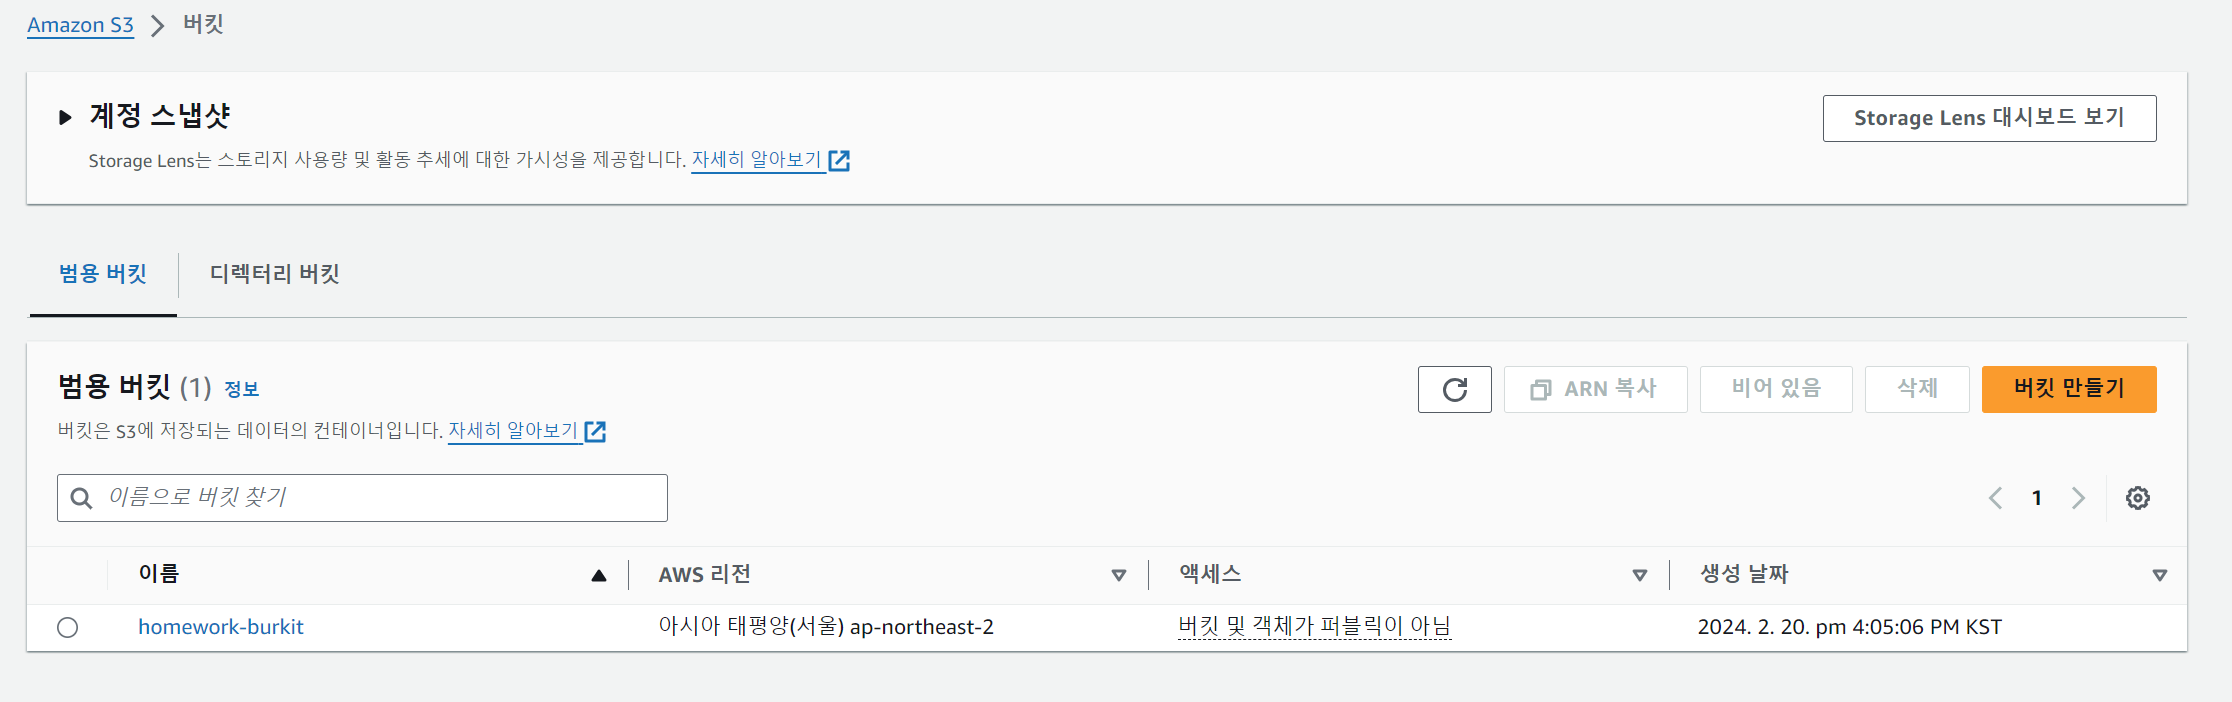 Amazon S3 > 버킷
계정 스냅샷
Storage Lens 대시보드 보기
Storage Lens는 스토리지 사용량 및 활동 추세에 대한 가시성을 제공합니다. 자세히 알아보기
범용 버킷 디렉터리 버킷
범용 버킷 (1) 정보
ARN 복사 비어 있음 삭제 버킷 만들기
버킷은 S3에 저장되는 데이터의 컨테이너입니다. 자세히 알아보기
이름으로 버킷 찾기
1
이름 AWS 리전 액세스 생성 날짜
homework-burkit 아시아 태평양(서울) ap-northeast-2 버킷 및 객체가 퍼블릭이 아님 2024. 2. 20. pm 4:05:06 PM KST